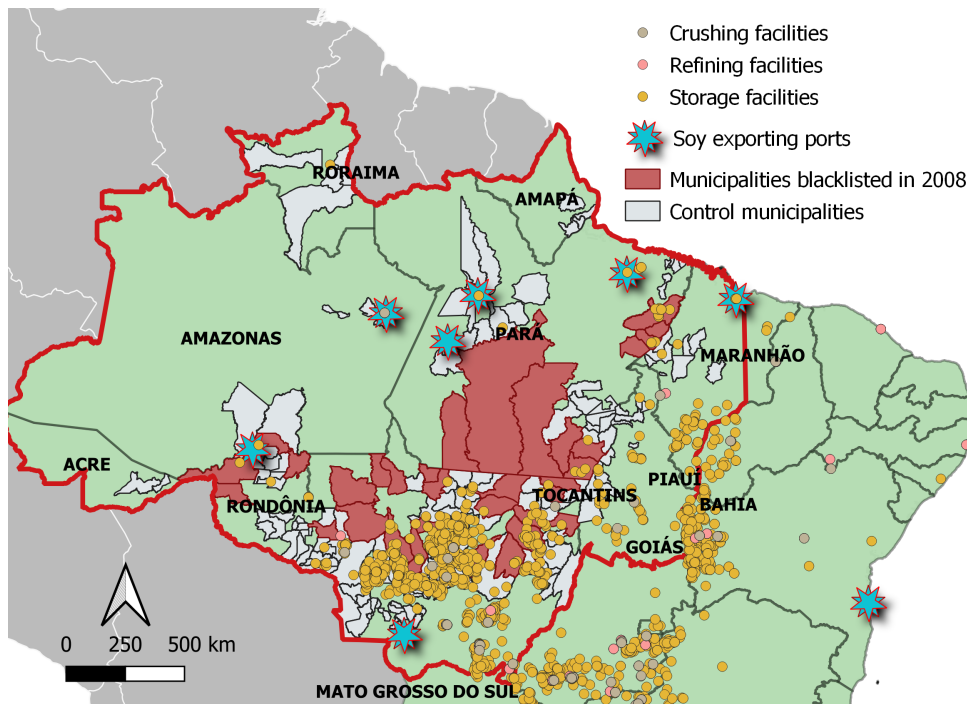 Crushing facilities
Refining facilities
Storage facilities
Soy exporting ports
Municipalities blacklisted in 2008
Control municipalities
RORAIMA
AMAPÁ
AMAZONAS
PARÁ
MARANHÃO
ACRE
RONDÔNIA
TOCANTINS
PIAUÍ
BAHIA
GOIÁS
0 250 500 km
MATO GROSSO DO SUL